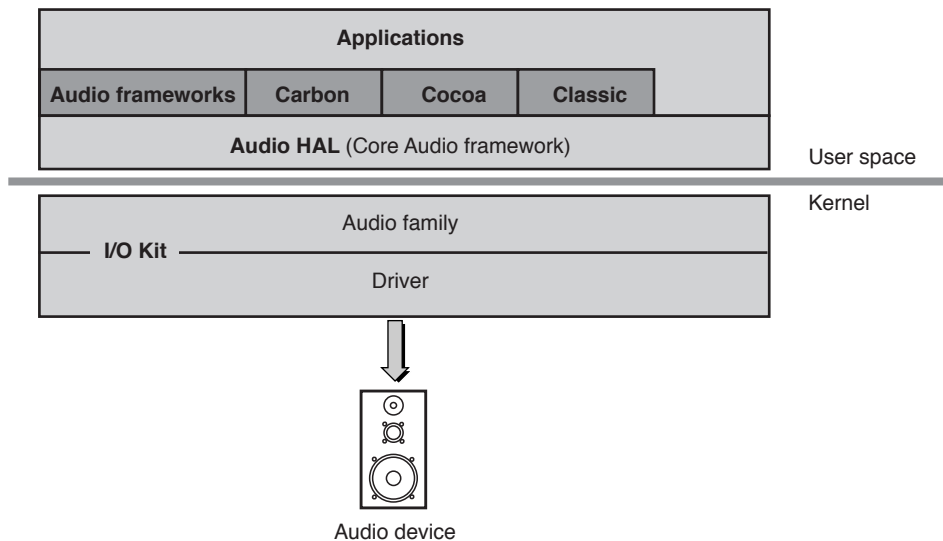 Applications
Audio frameworks Carbon Cocoa Classic
Audio HAL (Core Audio framework)
User space
Kernel
Audio family
I/O Kit
Driver
Audio device